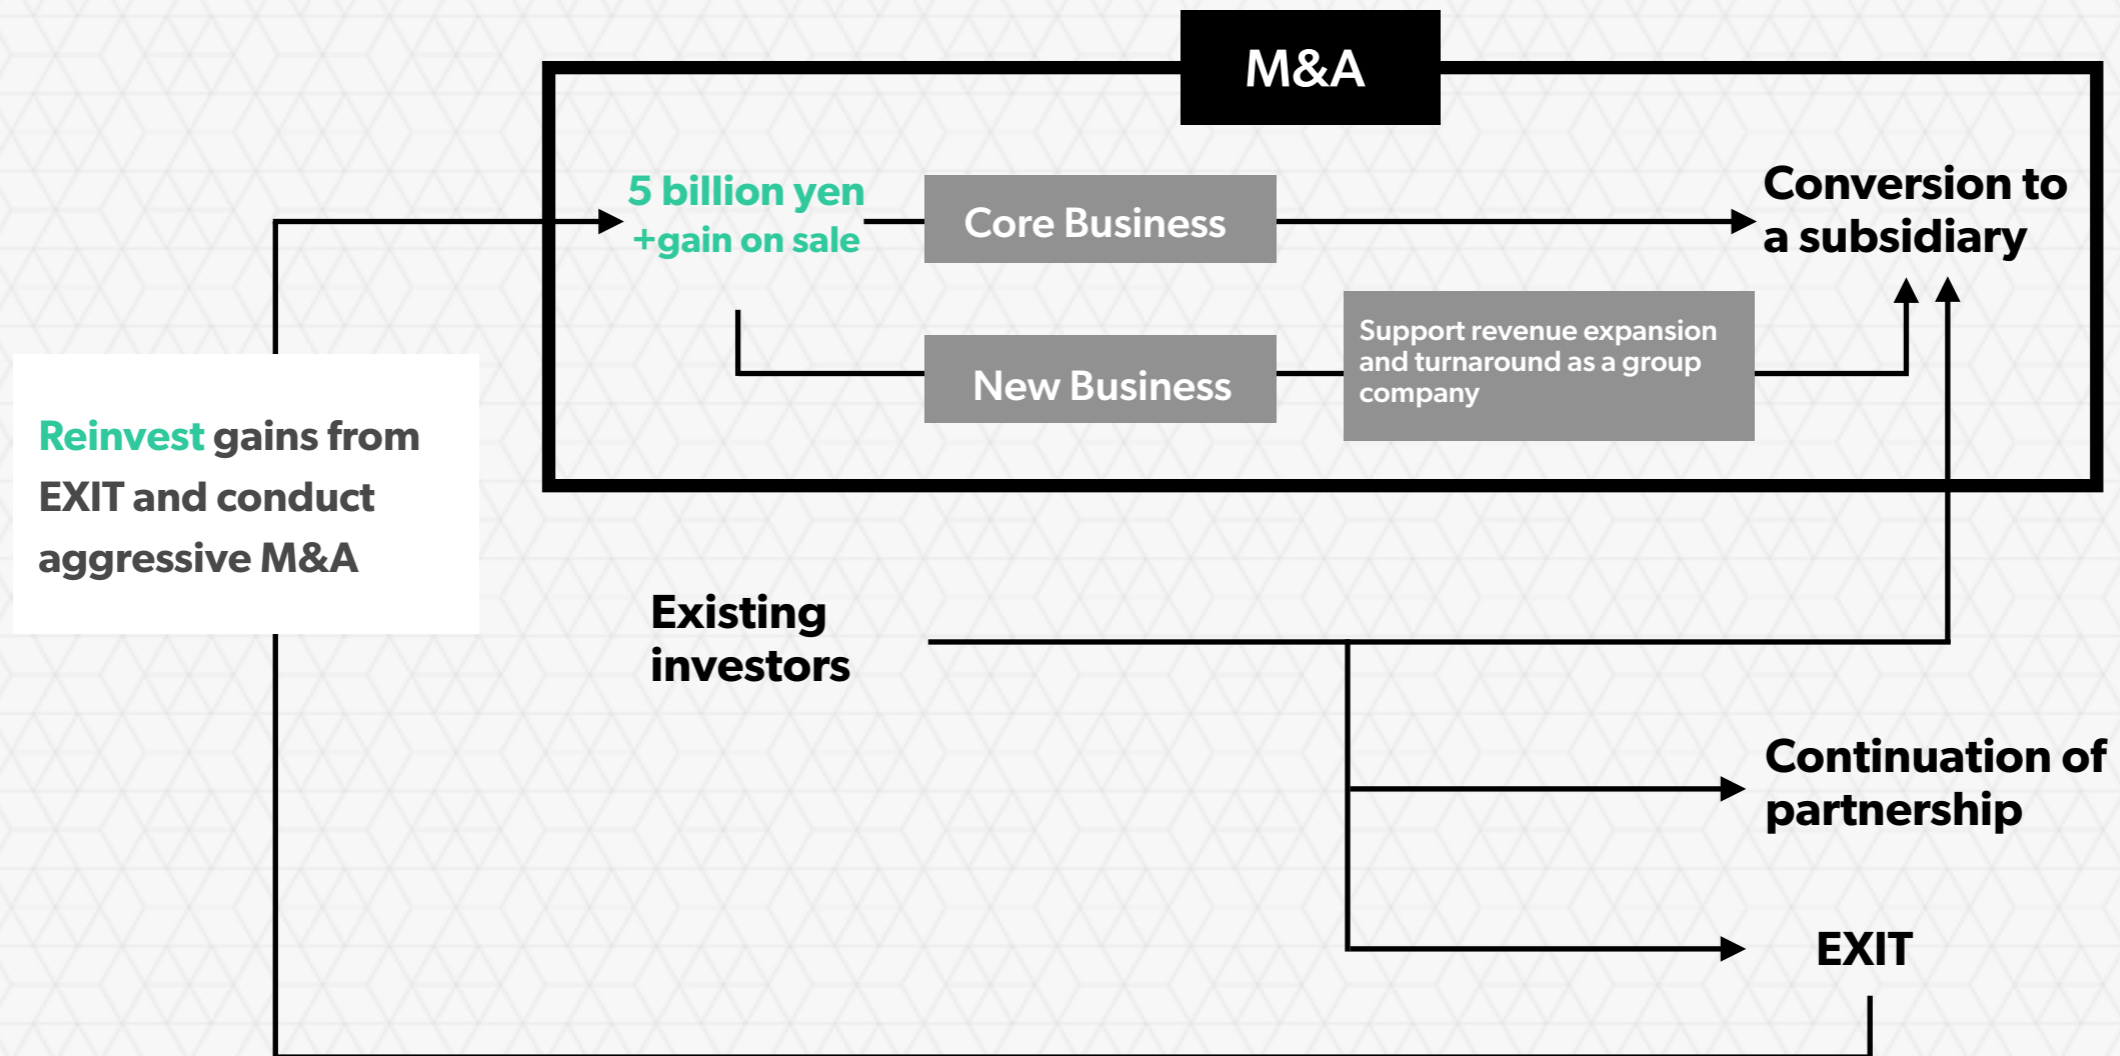 M&A
5 billion yen
+gain on sale
Core Business
Conversion to
a subsidiary
New Business
Support revenue expansion
and turnaround as a group
company
Reinvest gains from
EXIT and conduct
aggressive M&A
Existing
investors
Continuation of
partnership
EXIT